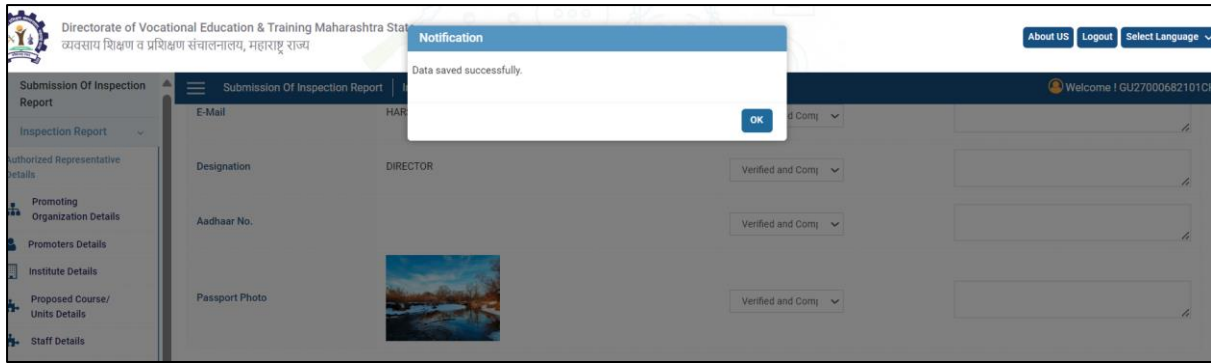 Directorate of Vocational Education & Training Maharashtra State
व्यवसाय शिक्षण व प्रशिक्षण संचालनालय, महाराष्ट्र राज्य
About US
Logout
Select Language
Notification
Data saved successfully.
OK
Submission Of Inspection
Report
Inspection Report
Authorized Representative
Details
Promoting
Organization Details
Promoters Details
Institute Details
Proposed Course/
Units Details
Staff Details
Submission Of Inspection Report
Welcome ! GU27000682101
E-Mail
HAR
d Com
Designation
DIRECTOR
Verified and Com
Aadhaar No.
Verified and Com
Passport Photo
Verified and Com